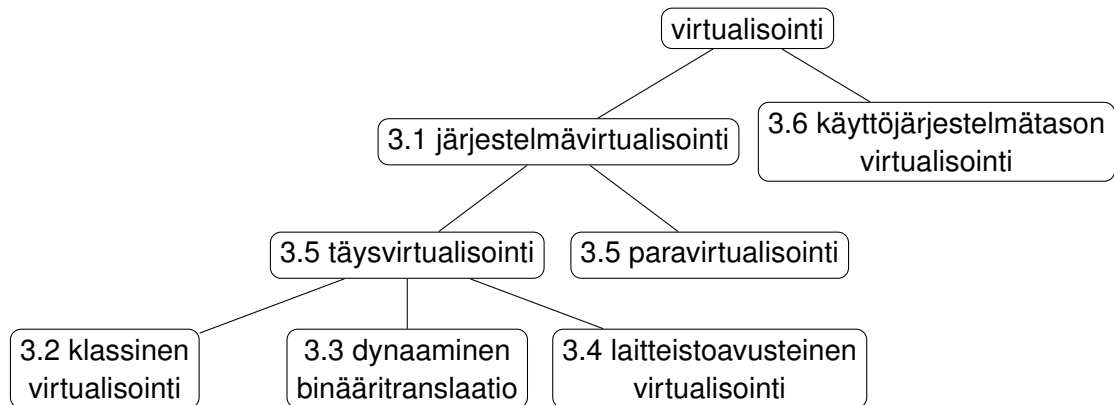 virtualisointi
3.1 järjestelmävirtualisointi
3.6 käyttöjärjestelmätason
virtualisointi
3.5 täysvirtualisointi
3.5 paravirtualisointi
3.2 klassinen
virtualisointi
3.3 dynaaminen
binääritranslaatio
3.4 laitteistoavusteinen
virtualisointi